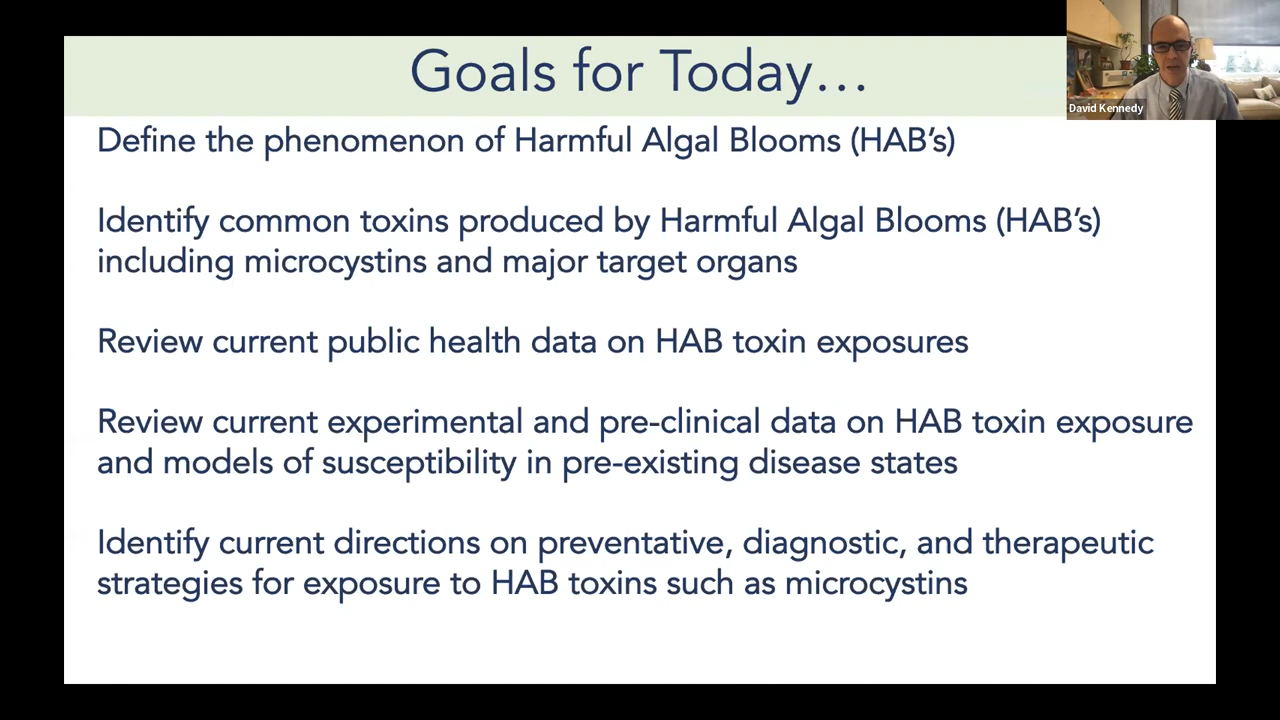 Goals for Today…
David Kennedy
Define the phenomenon of Harmful Algal Blooms (HAB’s)
Identify common toxins produced by Harmful Algal Blooms (HAB’s)
including microcystins and major target organs
Review current public health data on HAB toxin exposures
Review current experimental and pre-clinical data on HAB toxin exposure
and models of susceptibility in pre-existing disease states
Identify current directions on preventative, diagnostic, and therapeutic
strategies for exposure to HAB toxins such as microcystins